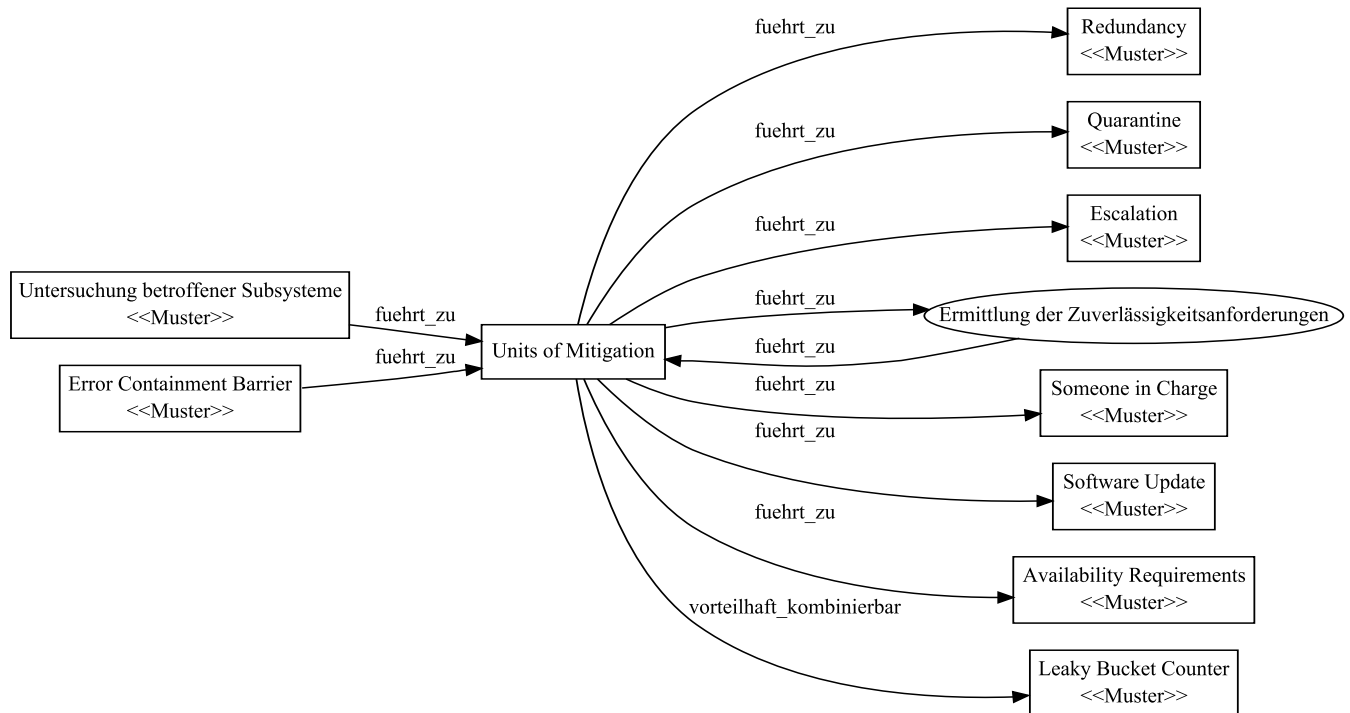 fuehrt_zu
Redundancy
<<Muster>>
fuehrt_zu
Quarantine
<<Muster>>
fuehrt_zu
Escalation
<<Muster>>
Untersuchung betroffener Subsysteme
<<Muster>>
fuehrt_zu
Error Containment Barrier
<<Muster>>
fuehrt_zu
Units of Mitigation
fuehrt_zu
Ermittlung der Zuverlässigkeitsanforderungen
fuehrt_zu
fuehrt_zu
Someone in Charge
<<Muster>>
fuehrt_zu
Software Update
<<Muster>>
fuehrt_zu
Availability Requirements
<<Muster>>
vorteilhaft_kombinierbar
Leaky Bucket Counter
<<Muster>>